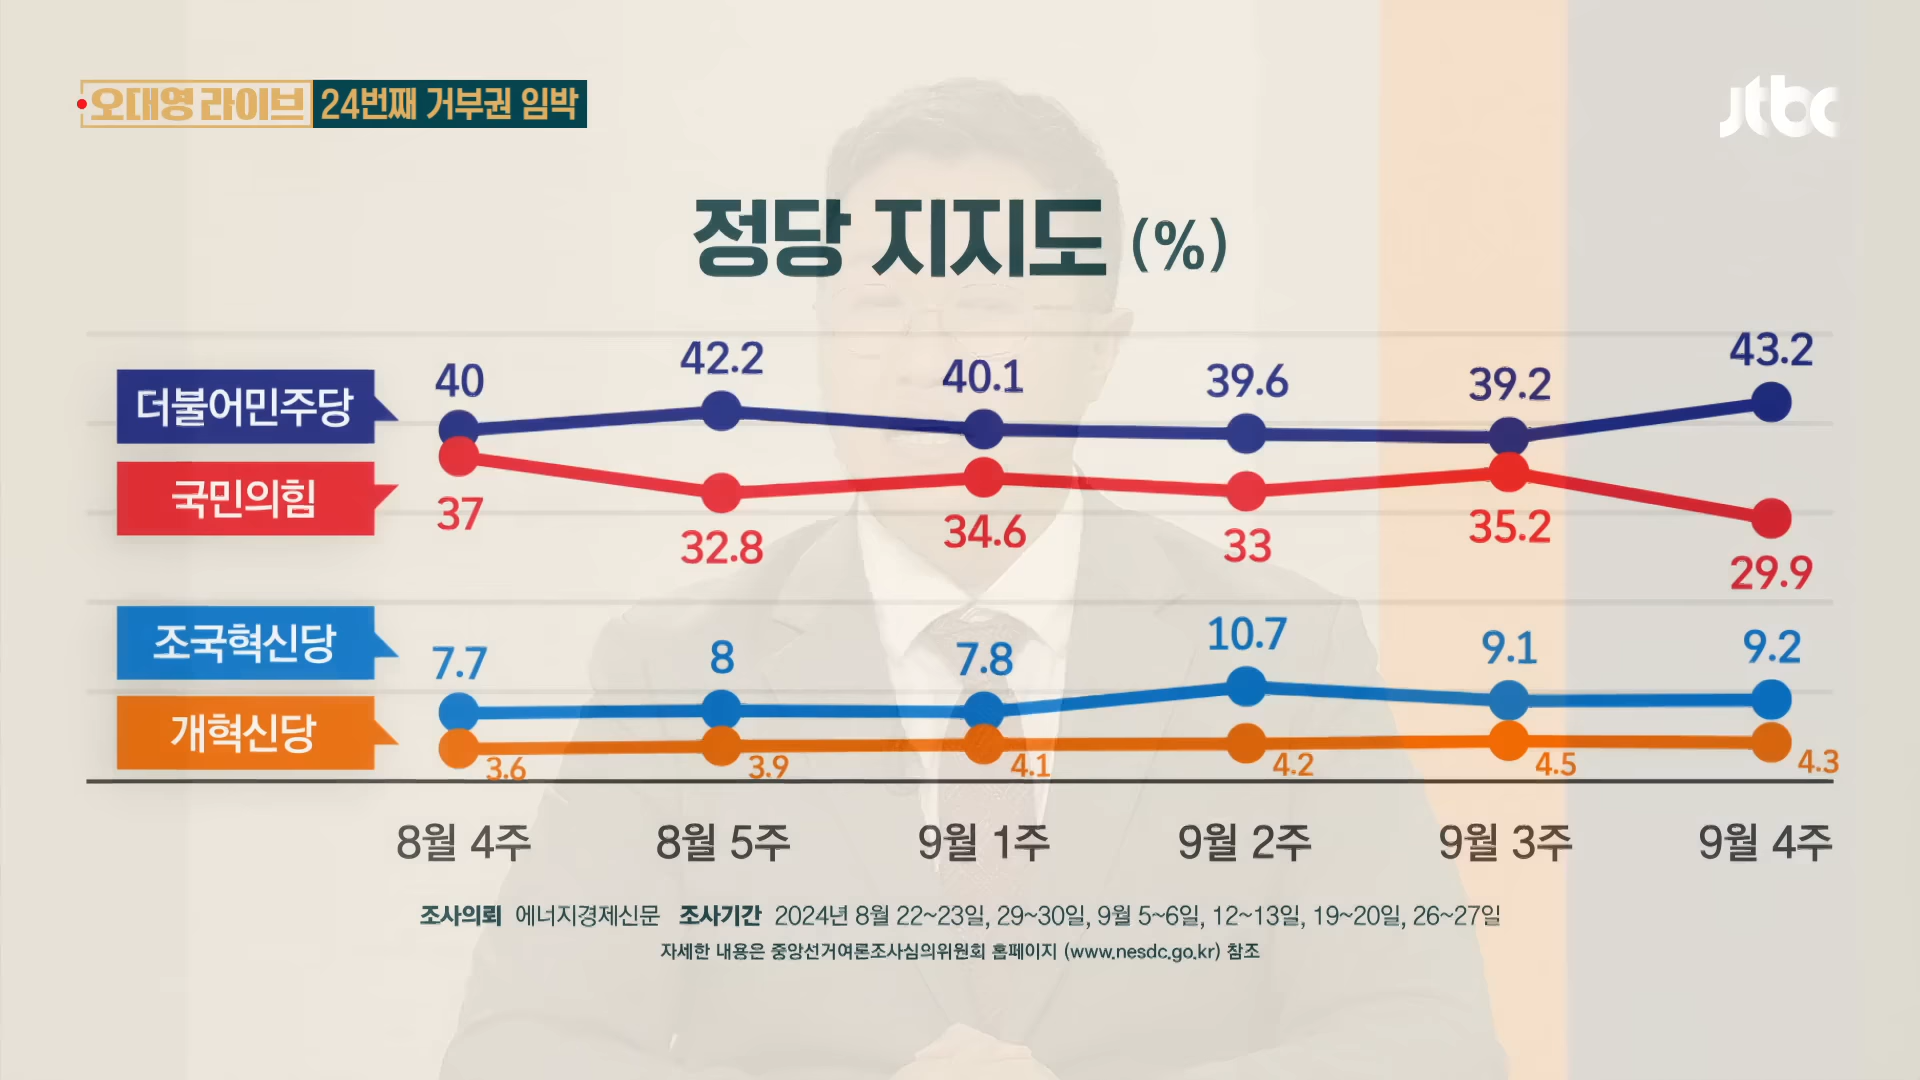 오대영 라이브 24번째 거부권 임박
jtbc
정당 지지도 (%)
더불어민주당 40 42.2 40.1 39.6 39.2 43.2
국민의힘 37 32.8 34.6 33 35.2 29.9
조국혁신당 7.7 8 7.8 10.7 9.1 9.2
개혁신당 3.6 3.9 4.1 4.2 4.5 4.3
8월 4주 8월 5주 9월 1주 9월 2주 9월 3주 9월 4주
조사의뢰 에너지경제신문 조사기간 2024년 8월 22~23일, 29~30일, 9월 5~6일, 12~13일, 19~20일, 26~27일
자세한 내용은 중앙선거여론조사심의위원회 홈페이지 (www.nesdc.go.kr) 참조